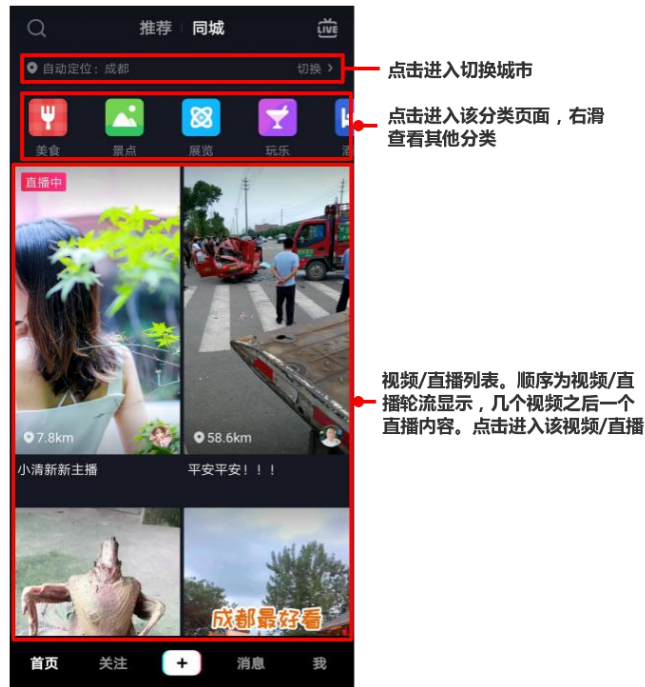 推荐 同城 LIVE
自动定位：成都 切换 >
点击进入切换城市
美食 景点 展览 玩乐
点击进入该分类页面，右滑
查看其他分类
直播中
7.8km
58.6km
小清新新主播
平安平安！！！
视频/直播列表。顺序为视频/直
播轮流显示，几个视频之后一个
直播内容。点击进入该视频/直播
成都最好看
首页 关注 + 消息 我